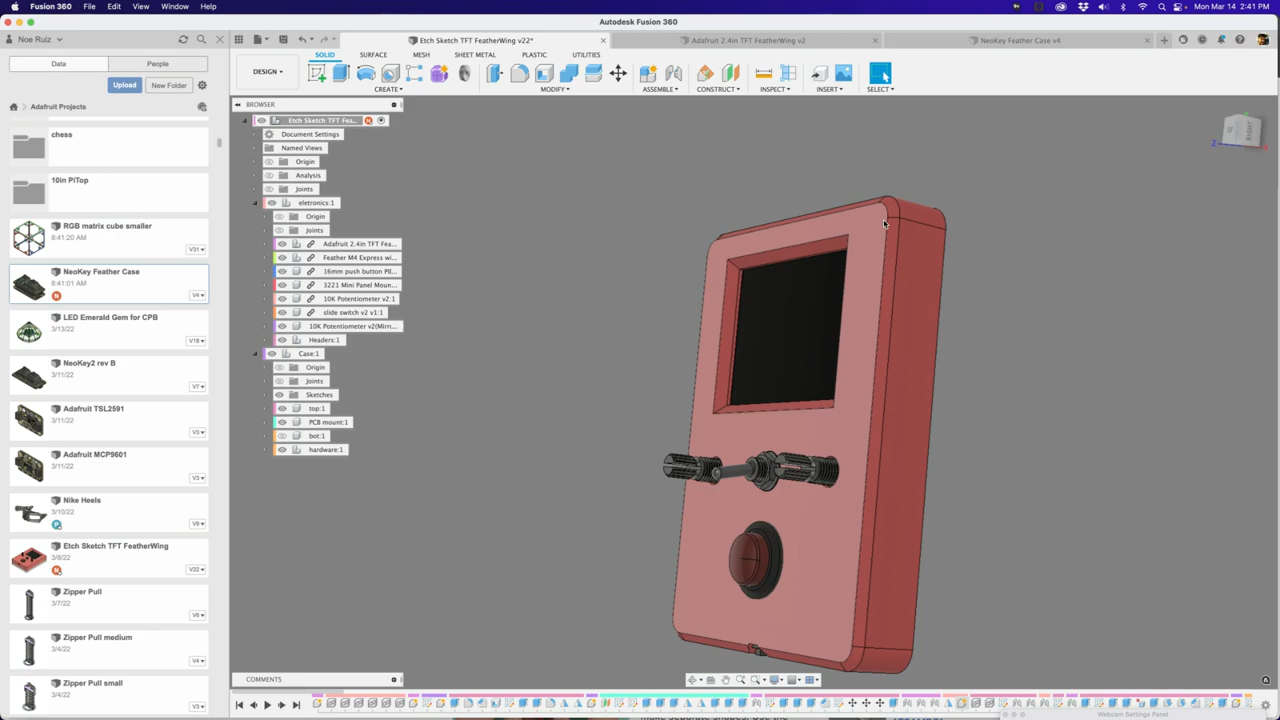 Fusion 360 File Edit View Window Help
Mon Mar 14 2:41 PM
Autodesk Fusion 360
Noe Ruiz
Etch Sketch TFT FeatherWing v22*
Adafruit 2.4in TFT FeatherWing v2
NeoKey Feather Case v4
Data People
SOLID SURFACE MESH SHEET METAL PLASTIC UTILITIES
DESIGN
Upload New Folder
CREATE MODIFY ASSEMBLE CONSTRUCT INSPECT INSERT SELECT
Adafruit Projects
BROWSER
Etch Sketch TFT Fea...
Document Settings
Named Views
Origin
Analysis
Joints
eletronics:1
Origin
Joints
Adafruit 2.4in TFT Fea...
Feather M4 Express wi...
16mm push button PID...
3221 Mini Panel Moun...
10K Potentiometer v2:1
slide switch v2 v1:1
10K Potentiometer v2(Mirr...
Headers:1
Case:1
Origin
Joints
Sketches
top:1
PCB mount:1
bot:1
hardware:1
chess
10in PiTop
RGB matrix cube smaller
8:41:20 AM
V31
NeoKey Feather Case
8:41:01 AM
V4
LED Emerald Gem for CPB
3/13/22
V18
NeoKey2 rev B
3/11/22
V7
Adafruit TSL2591
3/11/22
V3
Adafruit MCP9601
3/11/22
V3
Nike Heels
3/10/22
V9
Etch Sketch TFT FeatherWing
3/8/22
V22
Zipper Pull
3/7/22
V6
Zipper Pull medium
3/4/22
V4
Zipper Pull small
3/4/22
V3
RIGHT
Z
X
COMMENTS
make separate shapes. Use the
Webcam Settings Panel